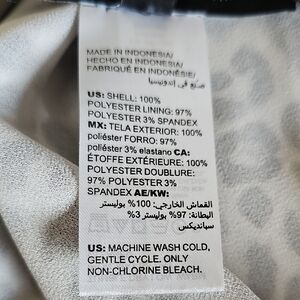 MADE IN INDONESIA/
HECHO EN INDONESIA/
FABRIQUÉ EN INDONÉSIE/
صنع في إندونيسيا
US: SHELL: 100%
POLYESTER LINING: 97%
POLYESTER 3% SPANDEX
MX: TELA EXTERIOR: 100%
poliéster FORRO: 97%
poliéster 3% elastano CA:
ÉTOFFE EXTÉRIEURE: 100%
POLYESTER DOUBLURE:
97% POLYESTER 3%
SPANDEX AE/KW:
القماش الخارجي: 100% بوليستر
البطانة: 97% بوليستر 3%
سبانديكس
US: MACHINE WASH COLD,
GENTLE CYCLE. ONLY
NON-CHLORINE BLEACH.